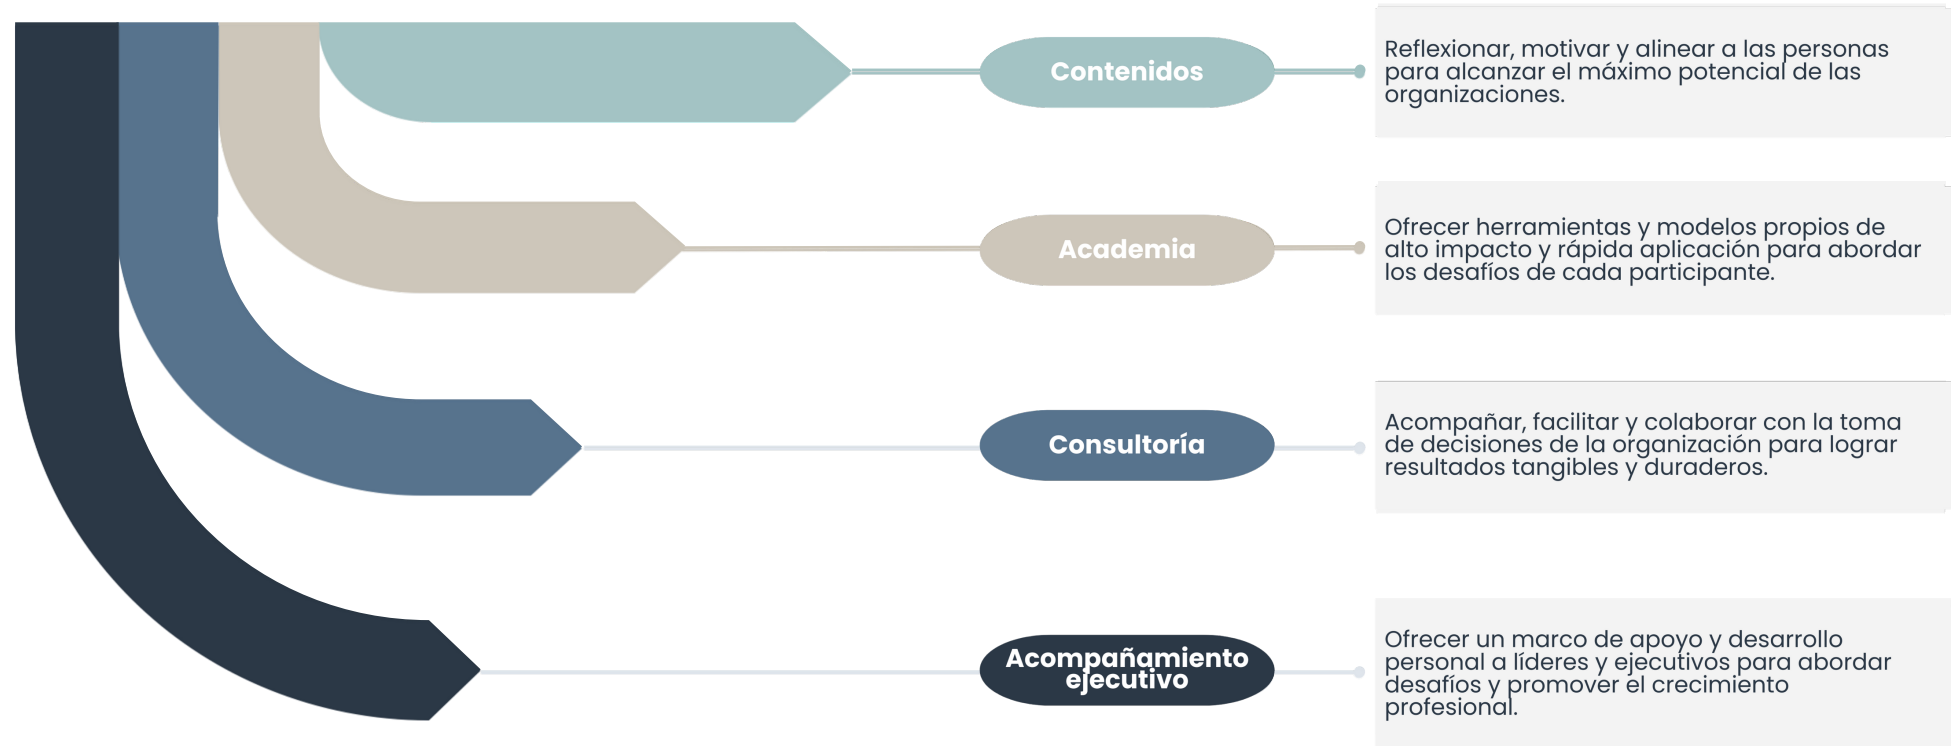 Contenidos
Reflexionar, motivar y alinear a las personas
para alcanzar el máximo potencial de las
organizaciones.
Academia
Ofrecer herramientas y modelos propios de
alto impacto y rápida aplicación para abordar
los desafíos de cada participante.
Consultoría
Acompañar, facilitar y colaborar con la toma
de decisiones de la organización para lograr
resultados tangibles y duraderos.
Acompañamiento
ejecutivo
Ofrecer un marco de apoyo y desarrollo
personal a líderes y ejecutivos para abordar
desafíos y promover el crecimiento
profesional.